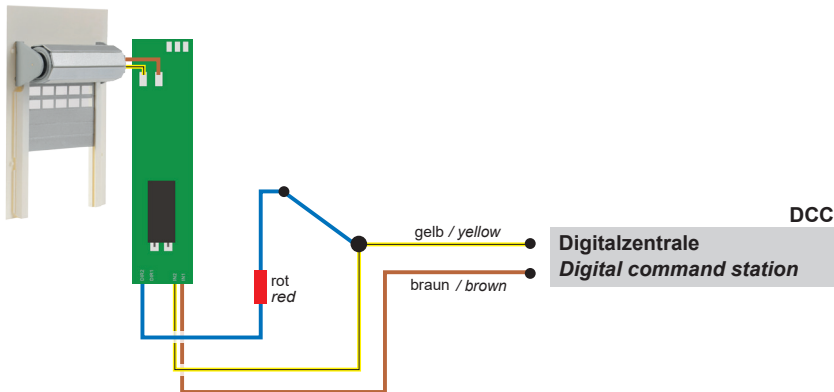 DCC
gelb / yellow
Digitalzentrale
Digital command station
braun / brown
rot
red